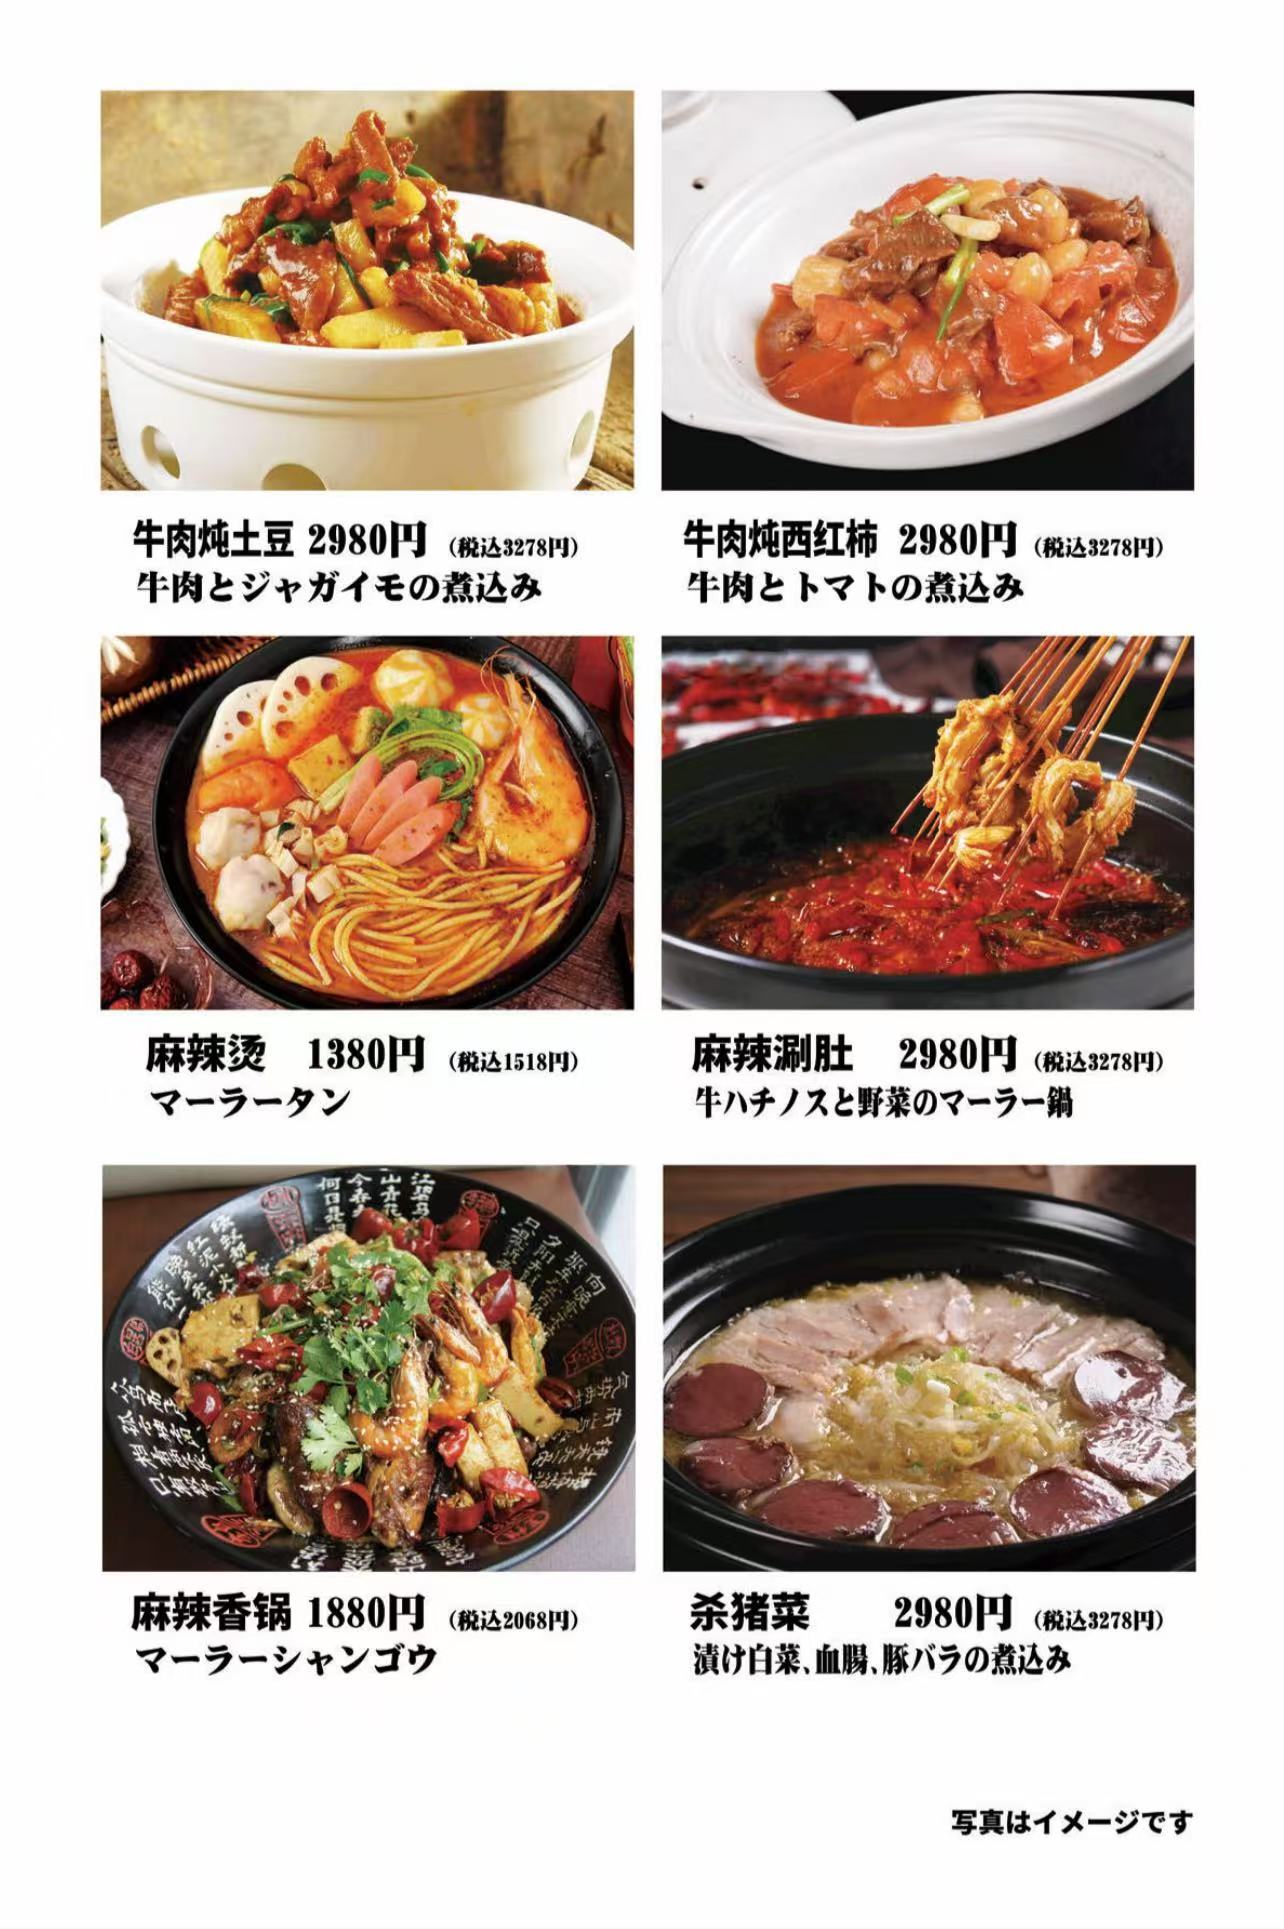 牛肉炖土豆 2980円 （税込3278円）
牛肉とジャガイモの煮込み
牛肉炖西红柿 2980円 （税込3278円）
牛肉とトマトの煮込み
麻辣烫 1380円 （税込1518円）
マーラータン
麻辣涮肚 2980円 （税込3278円）
牛ハチノスと野菜のマーラー鍋
麻辣香锅 1880円 （税込2068円）
マーラーシャンゴウ
杀猪菜 2980円 （税込3278円）
漬け白菜、血腸、豚バラの煮込み
写真はイメージです